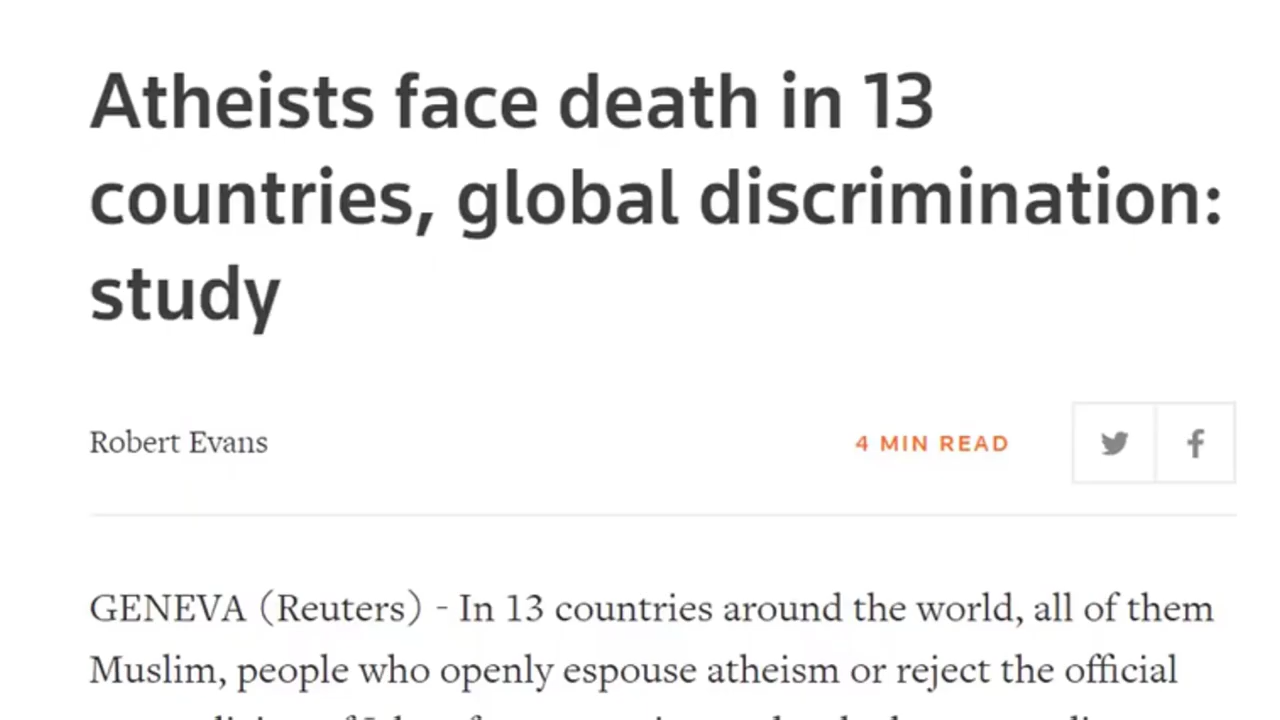 Atheists face death in 13
countries, global discrimination:
study
Robert Evans
4 MIN READ
GENEVA (Reuters) - In 13 countries around the world, all of them
Muslim, people who openly espouse atheism or reject the official